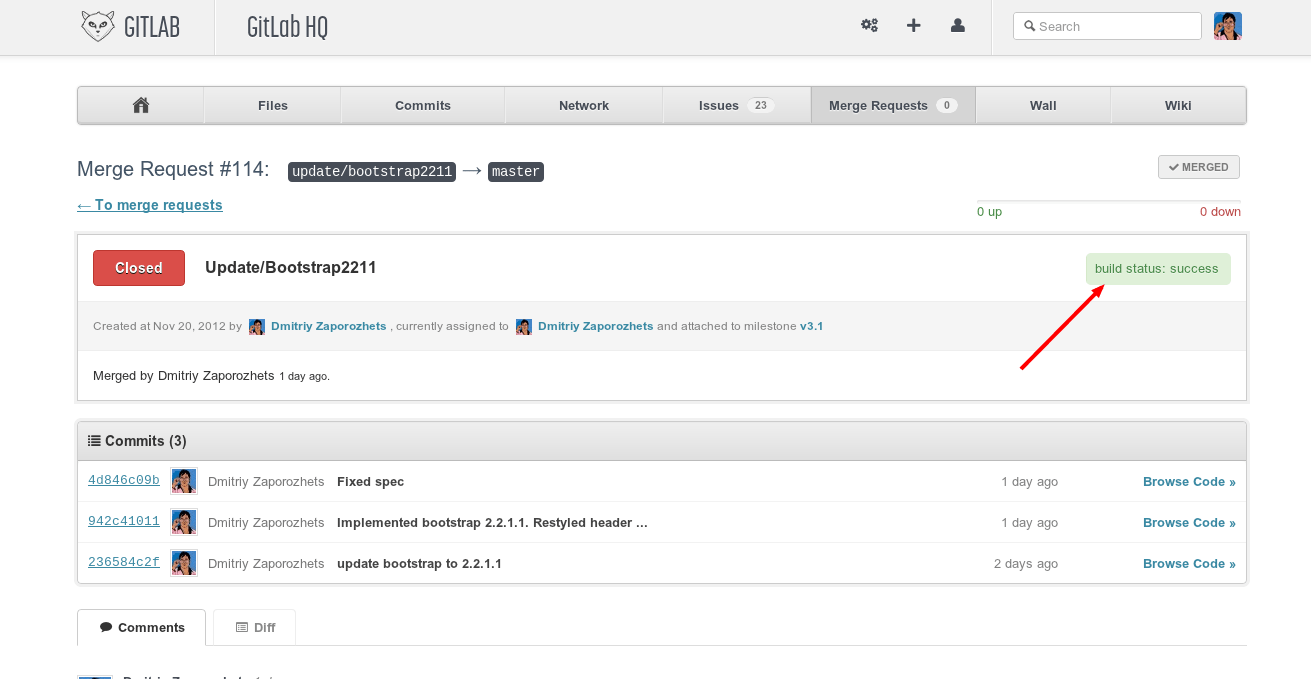 GITLAB GitLab HQ Search
Files Commits Network Issues 23 Merge Requests 0 Wall Wiki
Merge Request #114: update/bootstrap2211 → master ✔ MERGED
← To merge requests
0 up 0 down
Closed Update/Bootstrap2211 build status: success
Created at Nov 20, 2012 by Dmitriy Zaporozhets , currently assigned to Dmitriy Zaporozhets and attached to milestone v3.1
Merged by Dmitriy Zaporozhets 1 day ago.
Commits (3)
4d846c09b Dmitriy Zaporozhets Fixed spec 1 day ago Browse Code »
942c41011 Dmitriy Zaporozhets Implemented bootstrap 2.2.1.1. Restyled header ... 1 day ago Browse Code »
236584c2f Dmitriy Zaporozhets update bootstrap to 2.2.1.1 2 days ago Browse Code »
Comments Diff